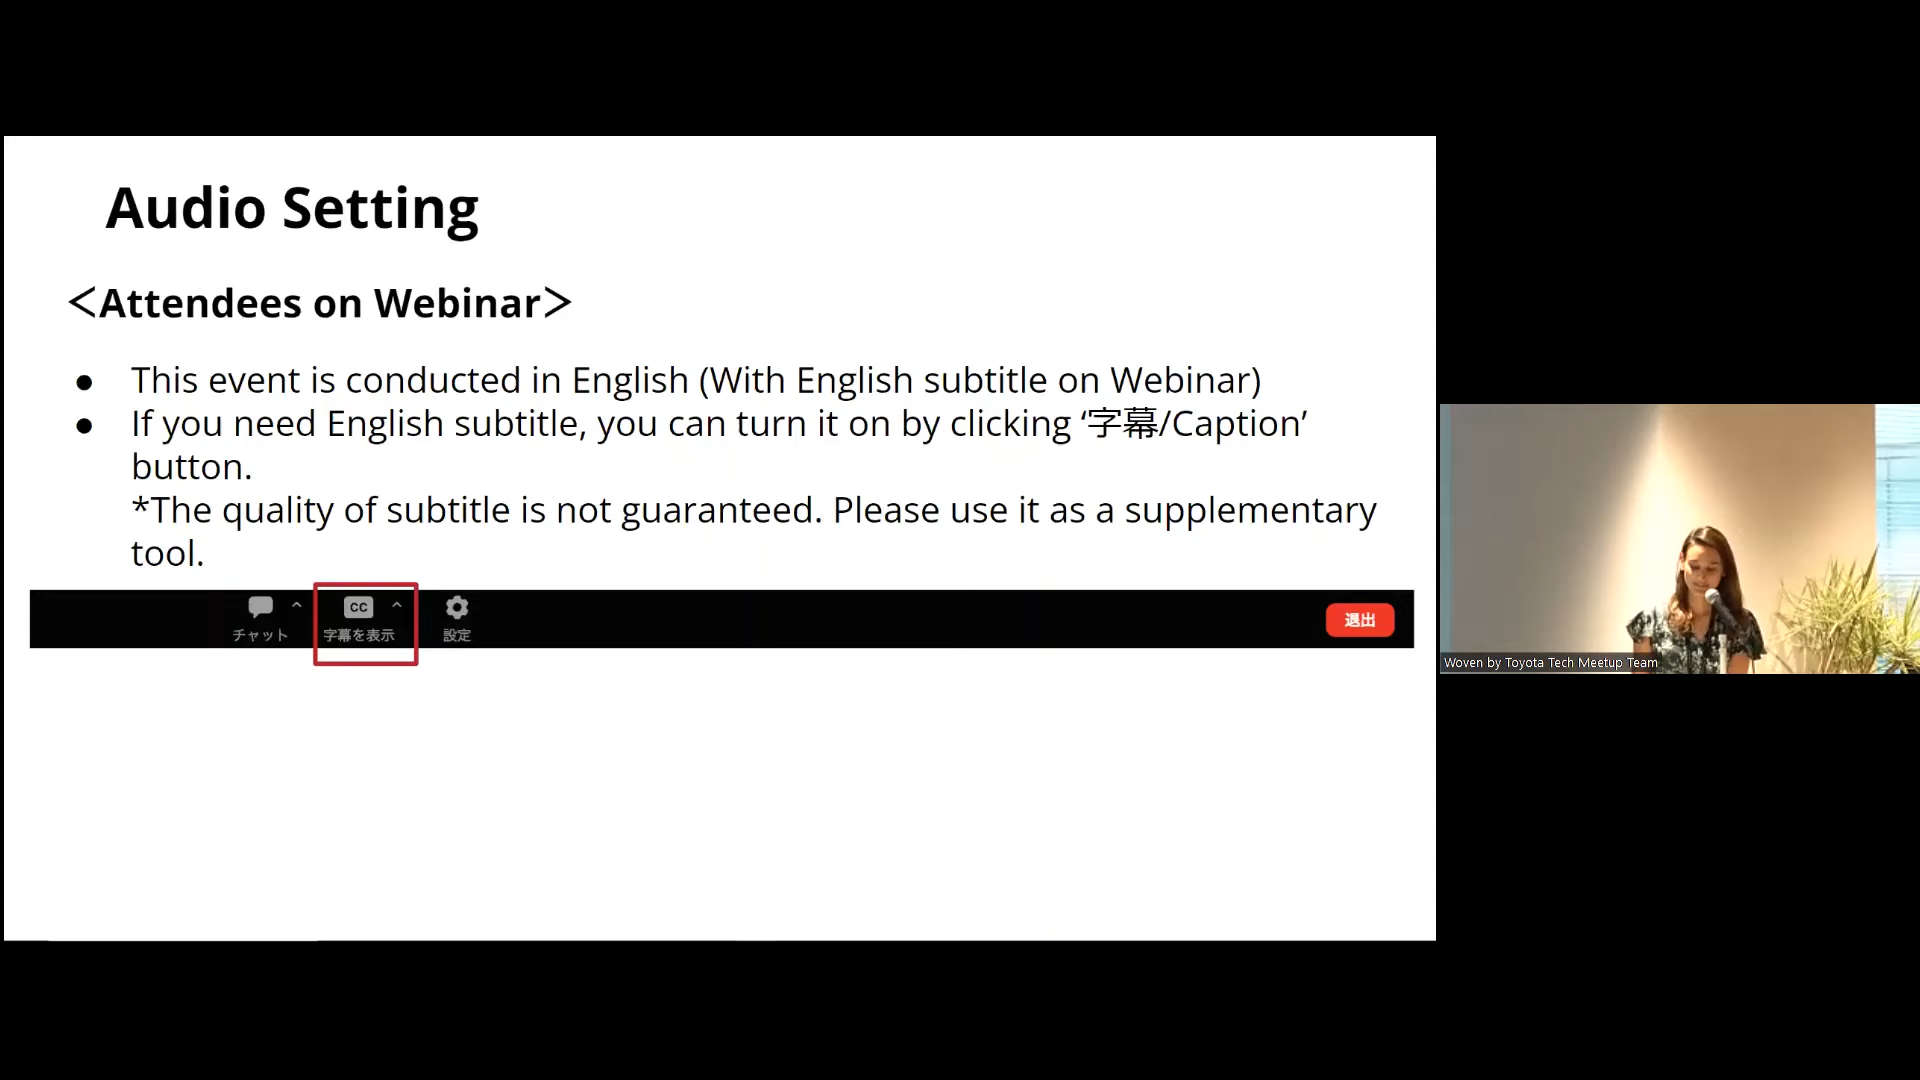 Audio Setting
＜Attendees on Webinar＞
● This event is conducted in English (With English subtitle on Webinar)
● If you need English subtitle, you can turn it on by clicking ‘字幕/Caption’
button.
*The quality of subtitle is not guaranteed. Please use it as a supplementary
tool.
CC
チャット 字幕を表示 設定 退出
Woven by Toyota Tech Meetup Team